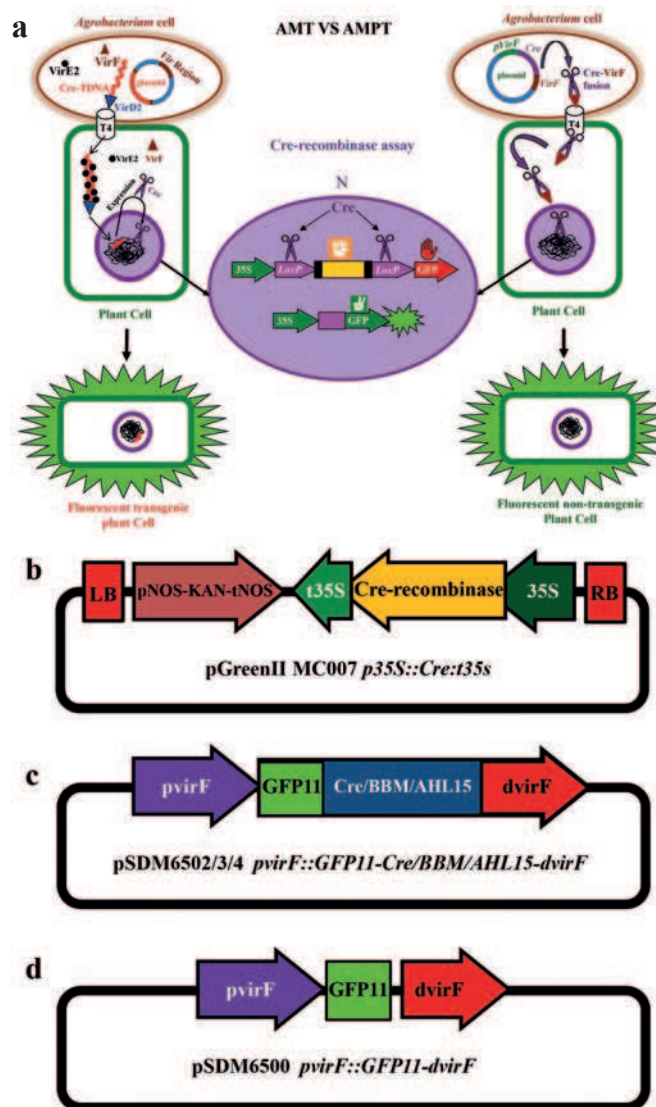 a
AMT VS AMPT
Agrobacterium cell
VirE2
VirF
Vir Region
plasmid
Cre-TDNA
VirD2
T4
VirE2
VirF
Expression
Cre
Plant Cell
Fluorescent transgenic
plant Cell
Cre-recombinase assay
N
Cre
35S
LoxP
LoxP
GFP
35S
GFP
Agrobacterium cell
pVirF
Cre
plasmid
VirF
Cre-VirF
fusion
T4
Plant Cell
Fluorescent non-transgenic
Plant Cell
b
LB
pNOS-KAN-tNOS
t35S
Cre-recombinase
35S
RB
pGreenII MC007 p35S::Cre:t35s
c
pvirF
GFP11
Cre/BBM/AHL15
dvirF
pSDM6502/3/4 pvirF::GFP11-Cre/BBM/AHL15-dvirF
d
pvirF
GFP11
dvirF
pSDM6500 pvirF::GFP11-dvirF